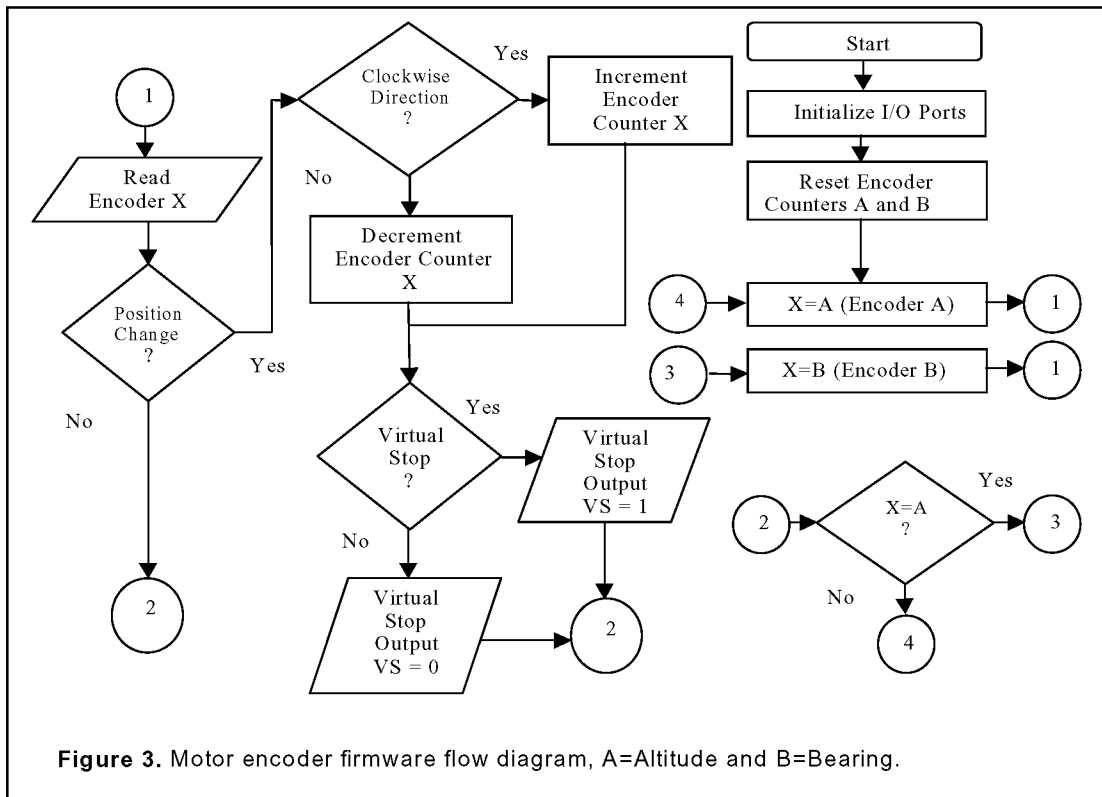 1
Read
Encoder X
Position
Change
?
Yes
No
2
Clockwise
Direction
?
Yes
No
Increment
Encoder
Counter X
Decrement
Encoder Counter
X
Virtual
Stop
?
Yes
No
Virtual
Stop
Output
VS = 1
Virtual
Stop
Output
VS = 0
2
Start
Initialize I/O Ports
Reset Encoder
Counters A and B
4
X=A (Encoder A)
1
3
X=B (Encoder B)
1
2
X=A
?
Yes
3
No
4
Figure 3. Motor encoder firmware flow diagram, A=Altitude and B=Bearing.